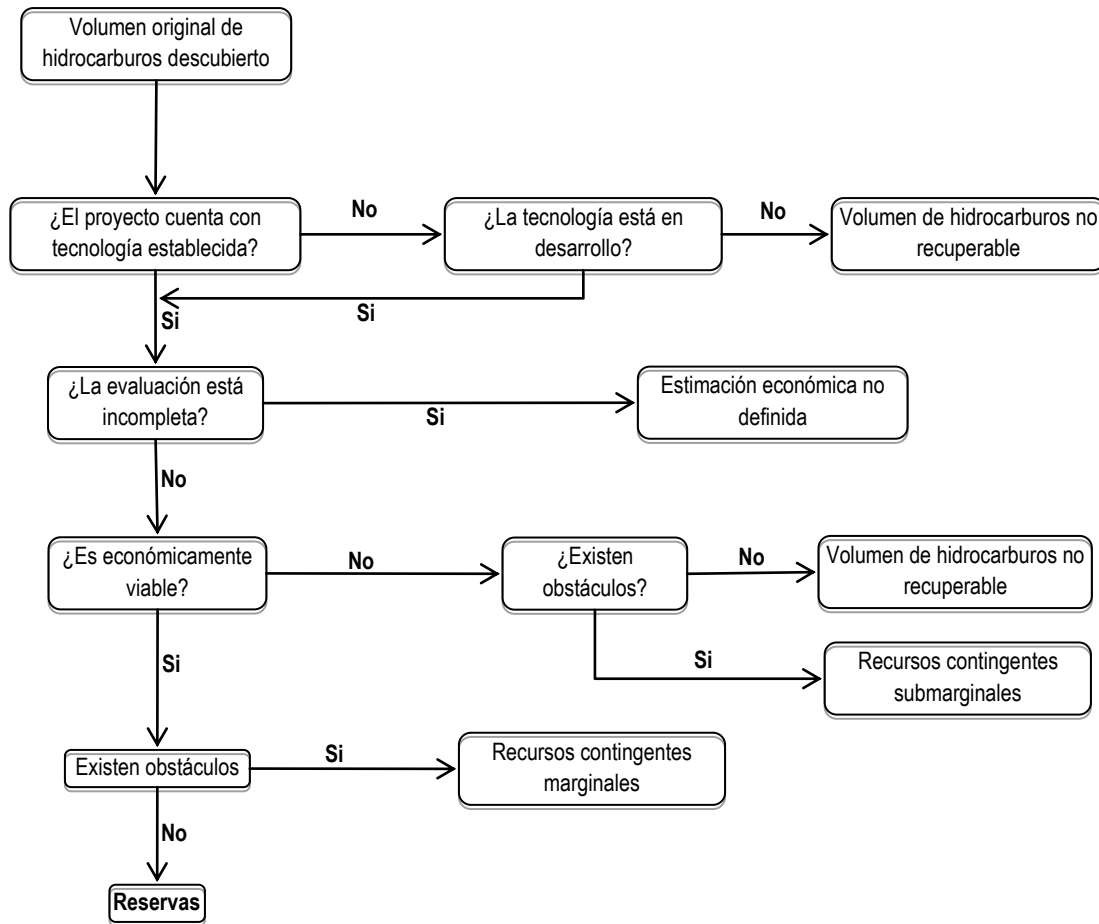 Volumen original de
hidrocarburos descubierto
¿El proyecto cuenta con
tecnología establecida?
No
¿La tecnología está en
desarrollo?
No
Volumen de hidrocarburos no
recuperable
Si
Si
¿La evaluación está
incompleta?
Si
Estimación económica no
definida
No
¿Es económicamente
viable?
No
¿Existen
obstáculos?
No
Volumen de hidrocarburos no
recuperable
Si
Si
Recursos contingentes
submarginales
Existen obstáculos
Si
Recursos contingentes
marginales
No
Reservas